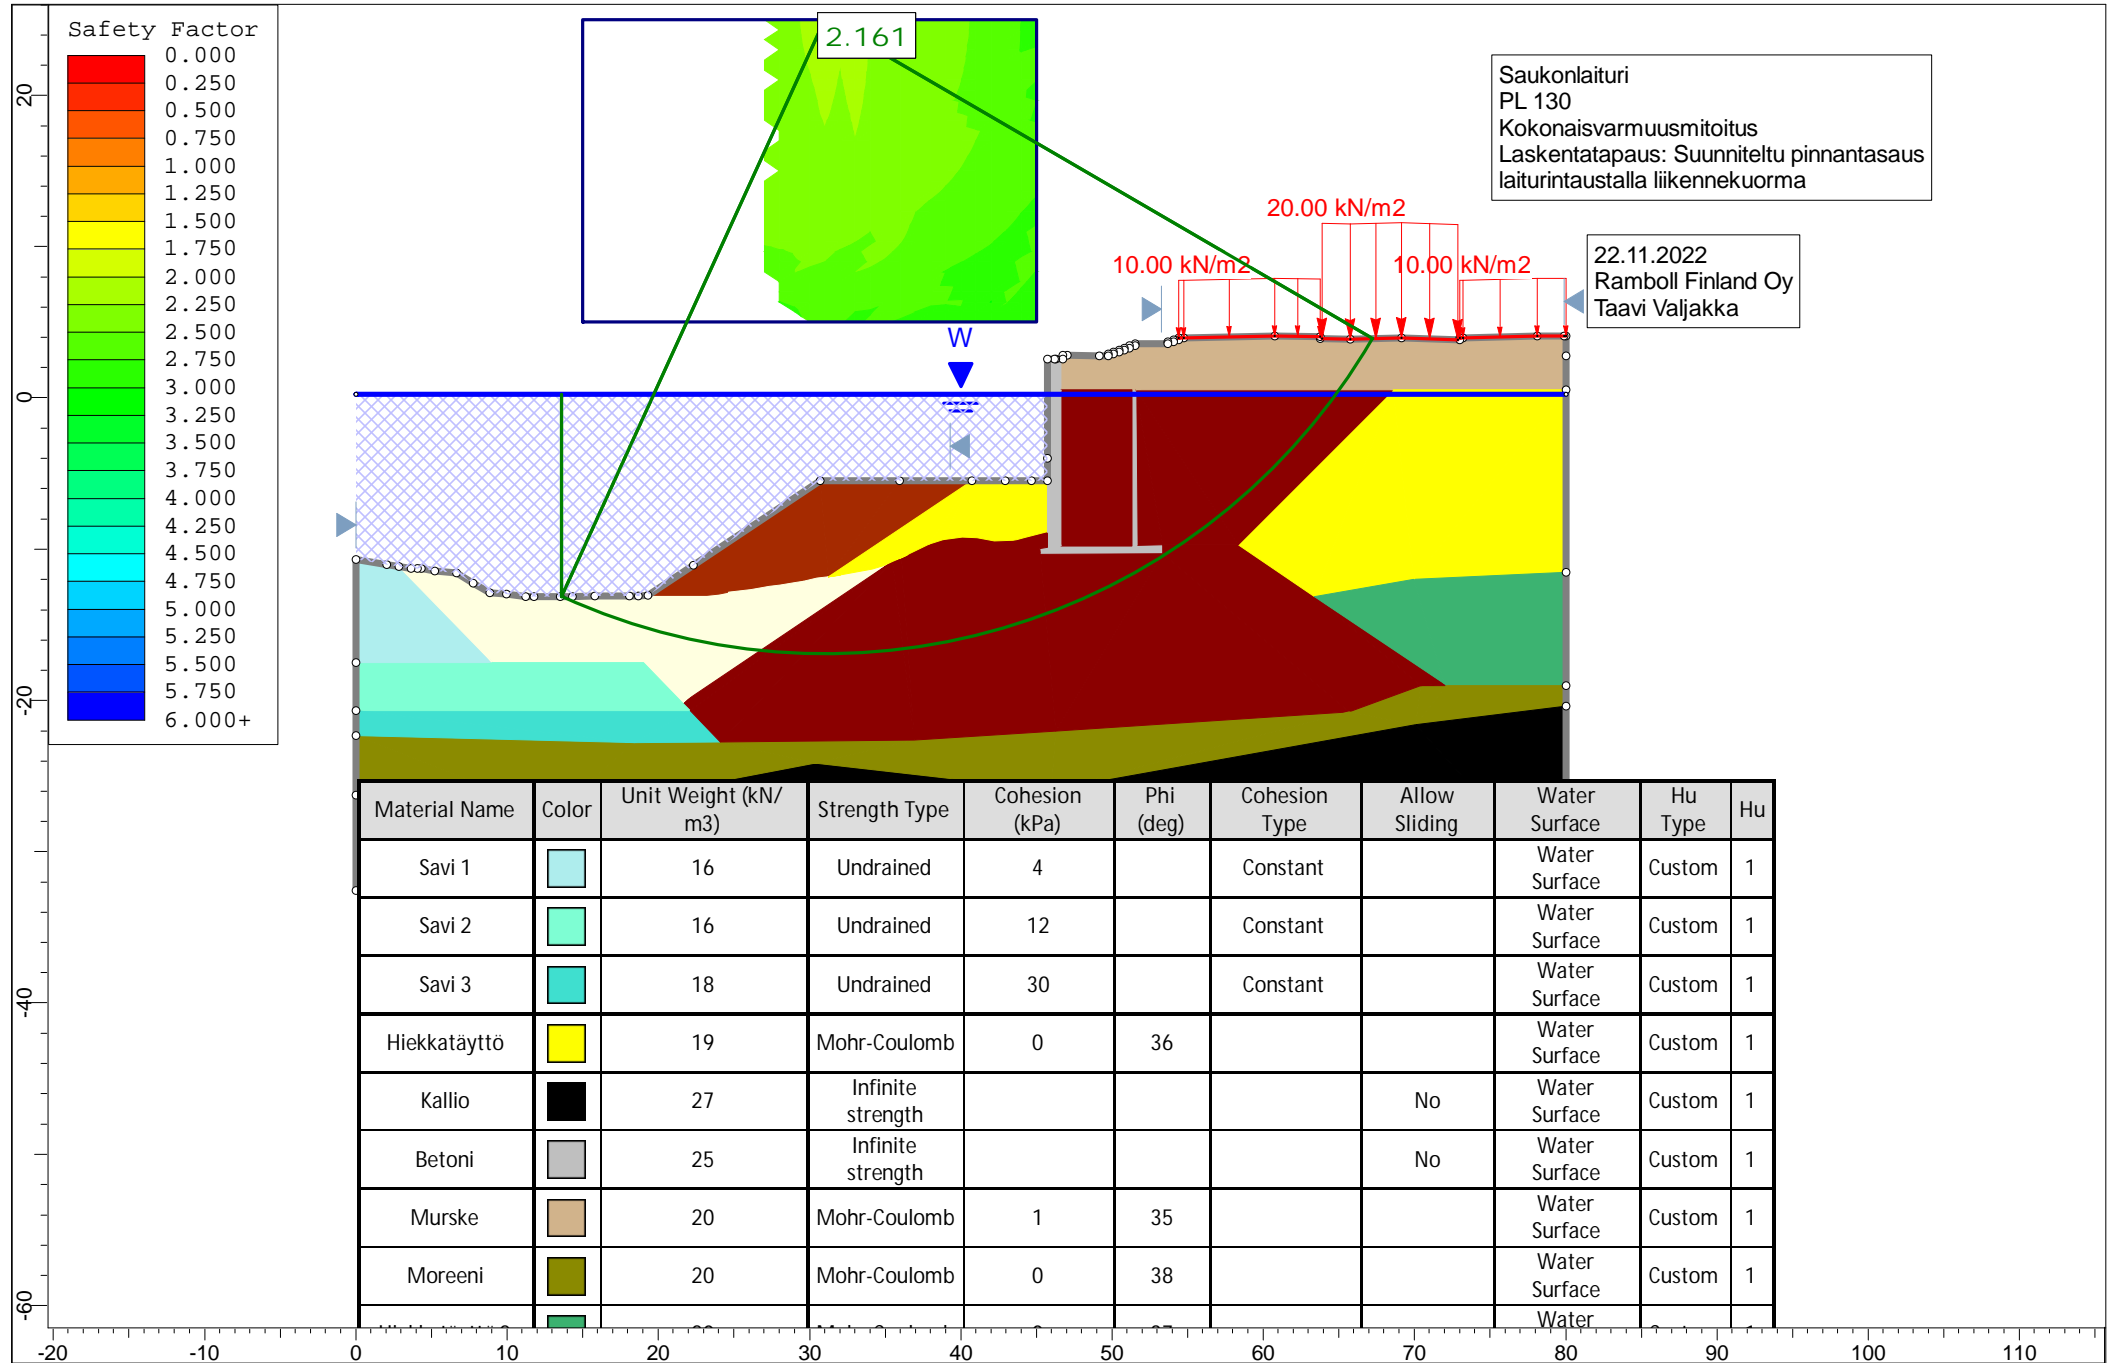 Safety Factor
0.000
0.250
0.500
0.750
1.000
1.250
1.500
1.750
2.000
2.250
2.500
2.750
3.000
3.250
3.500
3.750
4.000
4.250
4.500
4.750
5.000
5.250
5.500
5.750
6.000+
2.161
Saukonlaituri
PL 130
Kokonaisvarmuusmitoitus
Laskentatapaus: Suunniteltu pinnantasaus
laiturintaustalla liikennekuorma
22.11.2022
Ramboll Finland Oy
Taavi Valjakka
20.00 kN/m2
10.00 kN/m2
10.00 kN/m2
W
20
0
-20
-40
-60
Material Name Color Unit Weight (kN/m3) Strength Type Cohesion (kPa) Phi (deg) Cohesion Type Allow Sliding Water Surface Hu Type Hu
Savi 1 16 Undrained 4 Constant Water Surface Custom 1
Savi 2 16 Undrained 12 Constant Water Surface Custom 1
Savi 3 18 Undrained 30 Constant Water Surface Custom 1
Hiekkatäyttö 19 Mohr-Coulomb 0 36 Water Surface Custom 1
Kallio 27 Infinite strength No Water Surface Custom 1
Betoni 25 Infinite strength No Water Surface Custom 1
Murske 20 Mohr-Coulomb 1 35 Water Surface Custom 1
Moreeni 20 Mohr-Coulomb 0 38 Water Surface Custom 1
Water
-20 -10 0 10 20 30 40 50 60 70 80 90 100 110